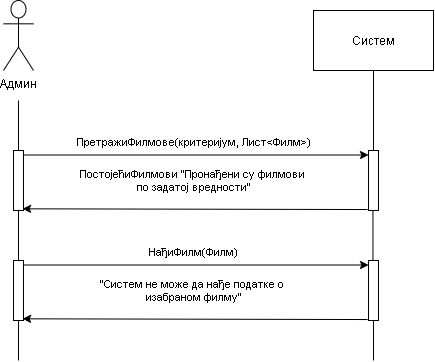 Систем
Админ
ПретражиФилмове(критеријум, Лист<Филм>)
ПостојећиФилмови "Пронађени су филмови
по задатој вредности"
НађиФилм(Филм)
"Систем не може да нађе податке о
изабраном филму"